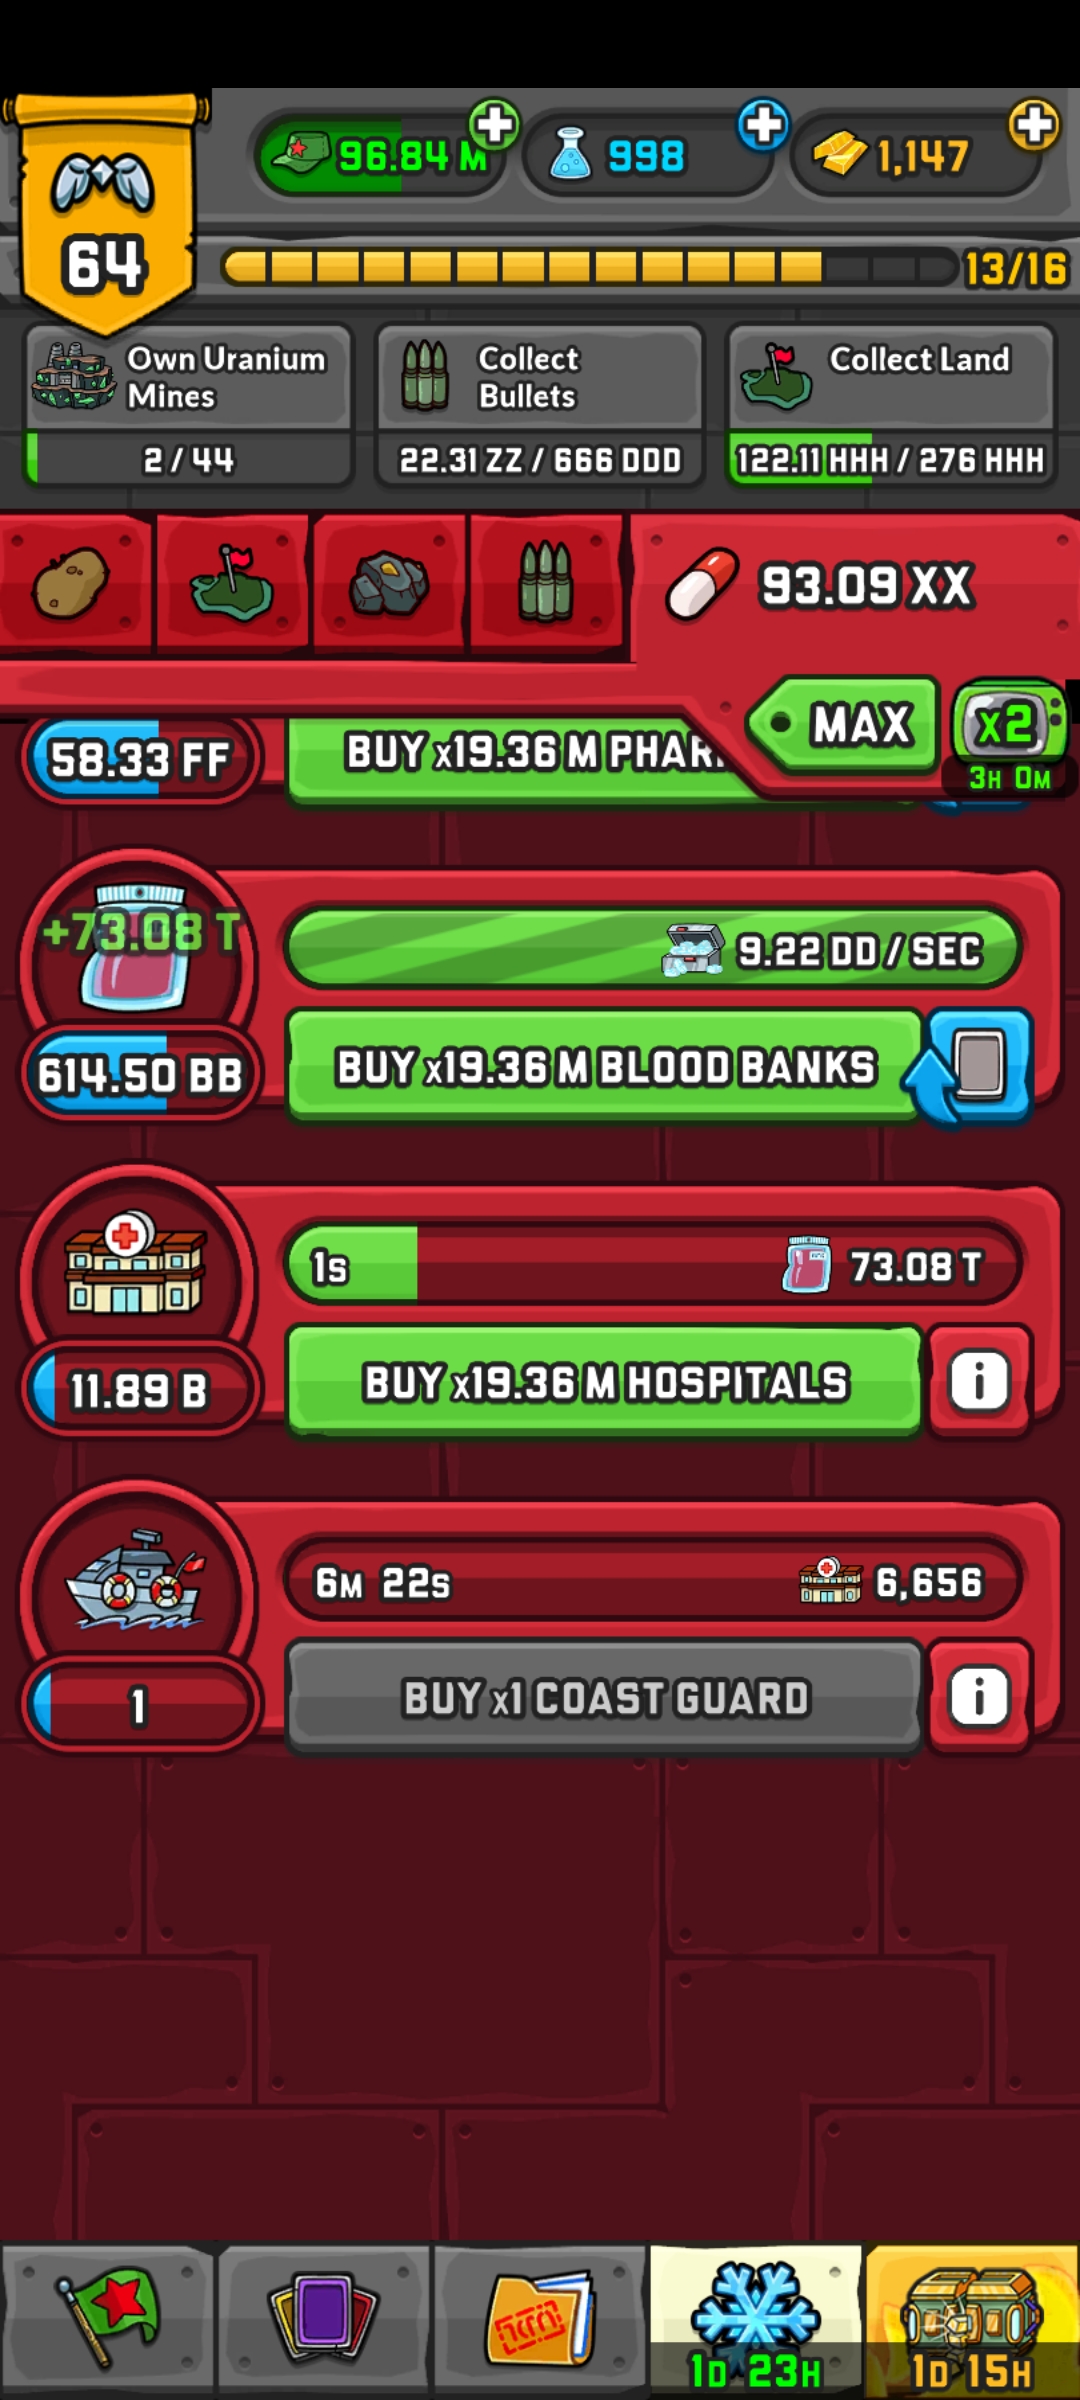 96.84 M
998
1,147
64
13/16
Own Uranium
Mines
Collect
Bullets
Collect Land
2 / 44
22.31 ZZ / 666 DDD
122.11 HHH / 276 HHH
93.09 XX
MAX
X2
3H 0M
58.33 FF
BUY x19.36 M PHAR
+73.08 T
9.22 DD / SEC
614.50 BB
BUY x19.36 M BLOOD BANKS
1s
73.08 T
11.89 B
BUY x19.36 M HOSPITALS
i
6M 22s
6,656
1
BUY x1 COAST GUARD
i
1D 23H
1D 15H